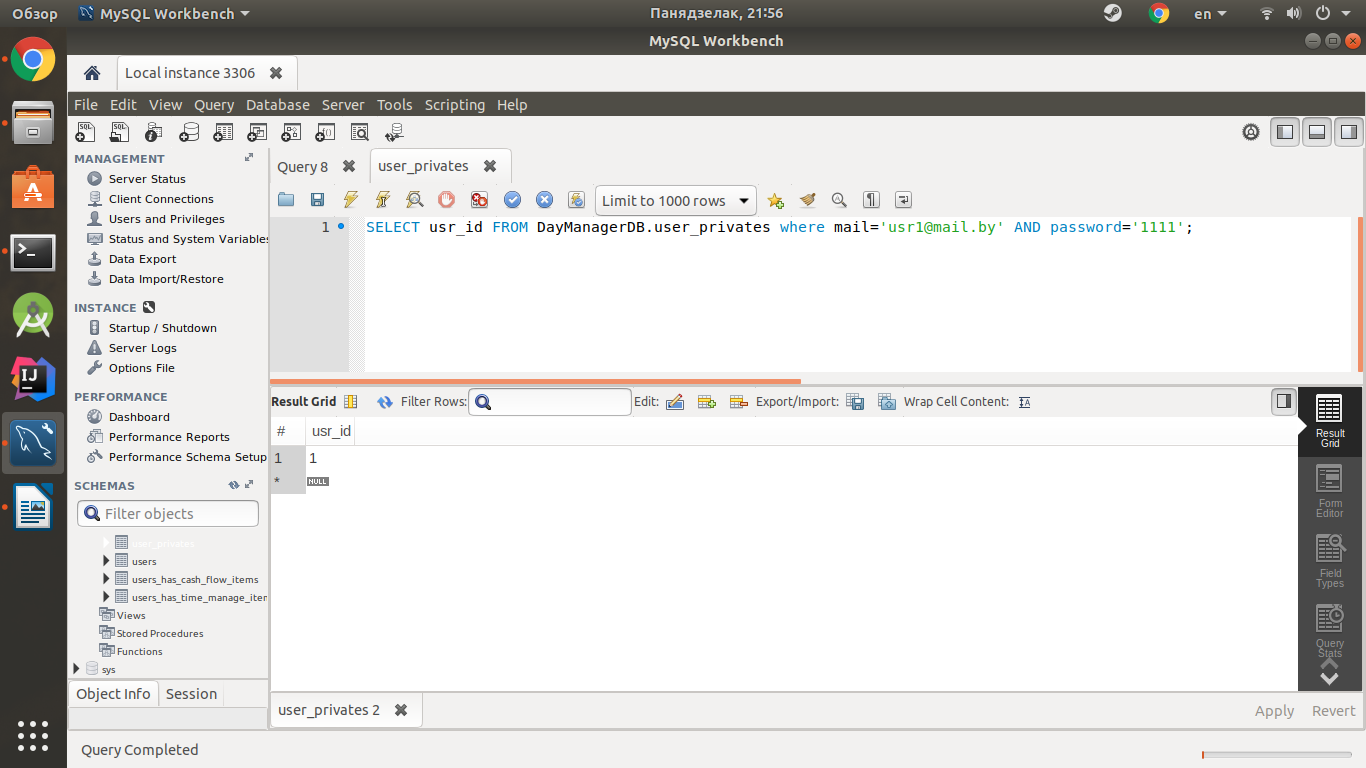 Обзор MySQL Workbench Панядзелак, 21:56 en
MySQL Workbench
Local instance 3306
File Edit View Query Database Server Tools Scripting Help
MANAGEMENT
Server Status
Client Connections
Users and Privileges
Status and System Variables
Data Export
Data Import/Restore
INSTANCE
Startup / Shutdown
Server Logs
Options File
PERFORMANCE
Dashboard
Performance Reports
Performance Schema Setup
SCHEMAS
Filter objects
user_privates
users
users_has_cash_flow_items
users_has_time_manage_iter
Views
Stored Procedures
Functions
sys
Object Info Session
Query 8 user_privates
Limit to 1000 rows
1 SELECT usr_id FROM DayManagerDB.user_privates where mail='usr1@mail.by' AND password='1111';
Result Grid Filter Rows: Edit: Export/Import: Wrap Cell Content:
# usr_id
1 1
* NULL
Result
Grid
Form
Editor
Field
Types
Query
Stats
user_privates 2 Apply Revert
Query Completed